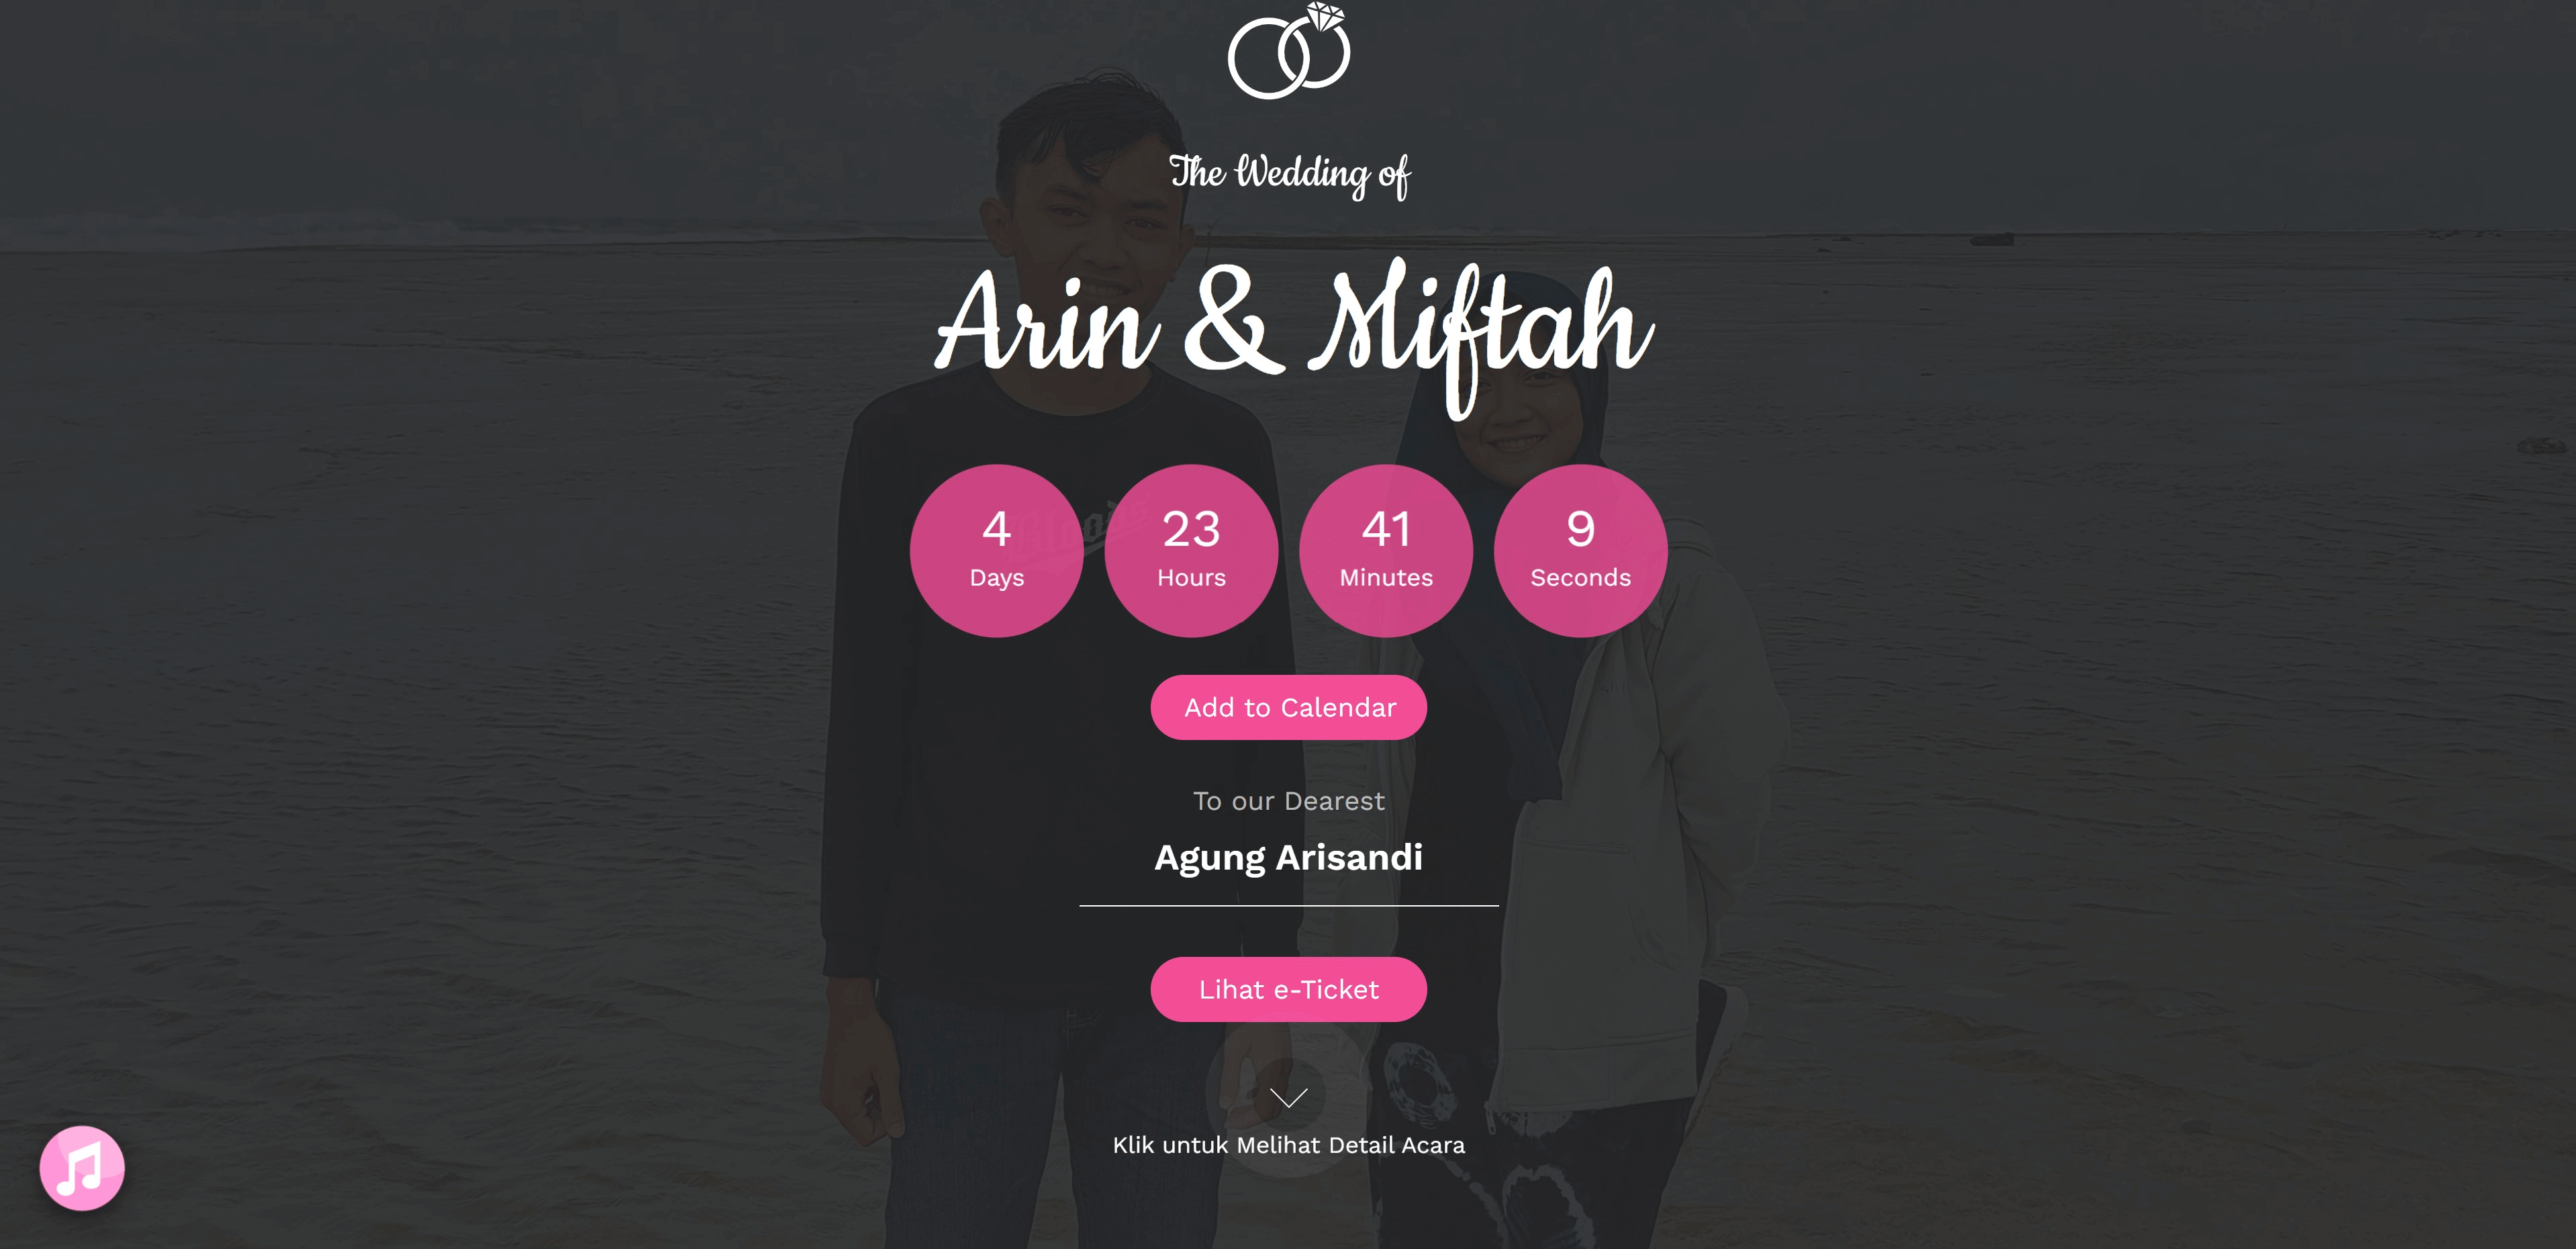 The Wedding of
Arin & Miftah
4 23 41 9
Days Hours Minutes Seconds
Add to Calendar
To our Dearest
Agung Arisandi
Lihat e-Ticket
Klik untuk Melihat Detail Acara